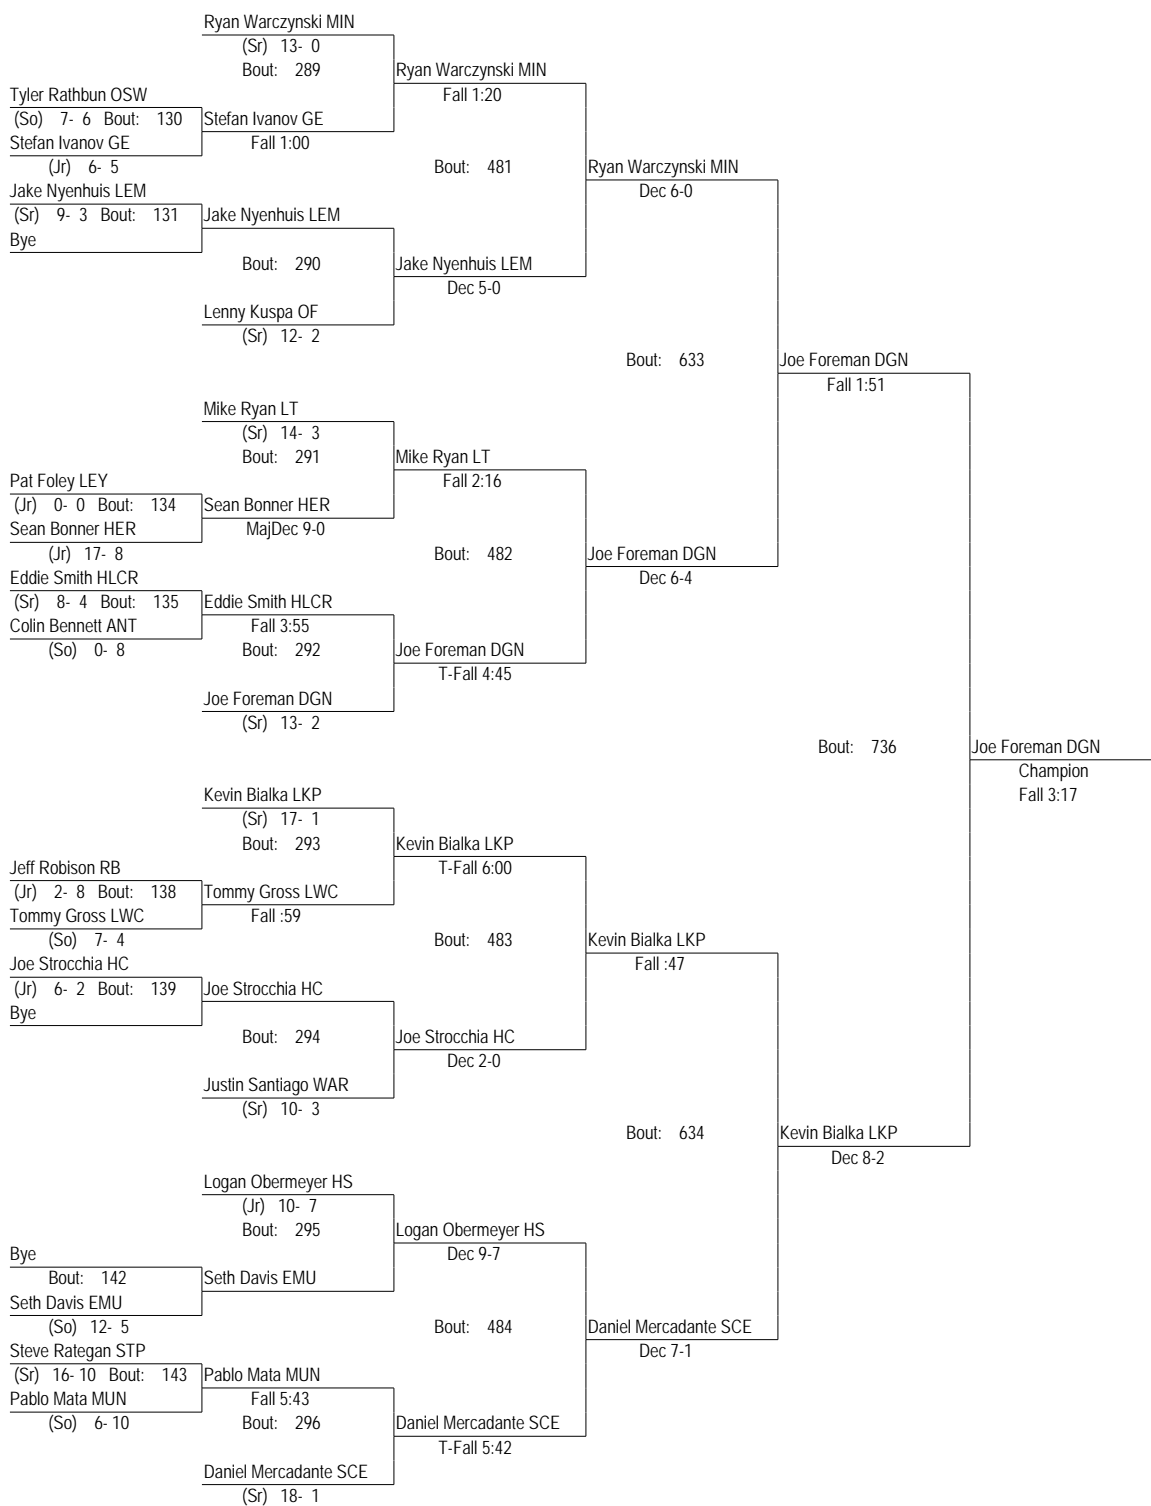 Ryan Warczynski MIN
(Sr) 13- 0
Bout: 289
Ryan Warczynski MIN
Fall 1:20
Tyler Rathbun OSW
(So) 7- 6 Bout: 130
Stefan Ivanov GE
Stefan Ivanov GE
Fall 1:00
(Jr) 6- 5
Bout: 481
Ryan Warczynski MIN
Dec 6-0
Jake Nyenhuis LEM
(Sr) 9- 3 Bout: 131
Jake Nyenhuis LEM
Bye
Bout: 290
Jake Nyenhuis LEM
Dec 5-0
Lenny Kuspa OF
(Sr) 12- 2
Bout: 633
Joe Foreman DGN
Fall 1:51
Mike Ryan LT
(Sr) 14- 3
Bout: 291
Mike Ryan LT
Fall 2:16
Pat Foley LEY
(Jr) 0- 0 Bout: 134
Sean Bonner HER
Sean Bonner HER
MajDec 9-0
(Jr) 17- 8
Bout: 482
Joe Foreman DGN
Dec 6-4
Eddie Smith HLCR
(Sr) 8- 4 Bout: 135
Eddie Smith HLCR
Colin Bennett ANT
Fall 3:55
(So) 0- 8
Bout: 292
Joe Foreman DGN
T-Fall 4:45
Joe Foreman DGN
(Sr) 13- 2
Bout: 736
Joe Foreman DGN
Champion
Fall 3:17
Kevin Bialka LKP
(Sr) 17- 1
Bout: 293
Kevin Bialka LKP
T-Fall 6:00
Jeff Robison RB
(Jr) 2- 8 Bout: 138
Tommy Gross LWC
Tommy Gross LWC
Fall :59
(So) 7- 4
Bout: 483
Kevin Bialka LKP
Fall :47
Joe Strocchia HC
(Jr) 6- 2 Bout: 139
Joe Strocchia HC
Bye
Bout: 294
Joe Strocchia HC
Dec 2-0
Justin Santiago WAR
(Sr) 10- 3
Bout: 634
Kevin Bialka LKP
Dec 8-2
Logan Obermeyer HS
(Jr) 10- 7
Bout: 295
Logan Obermeyer HS
Dec 9-7
Bye
Bout: 142
Seth Davis EMU
Seth Davis EMU
(So) 12- 5
Bout: 484
Daniel Mercadante SCE
Dec 7-1
Steve Rategan STP
(Sr) 16- 10 Bout: 143
Pablo Mata MUN
Pablo Mata MUN
Fall 5:43
(So) 6- 10
Bout: 296
Daniel Mercadante SCE
T-Fall 5:42
Daniel Mercadante SCE
(Sr) 18- 1